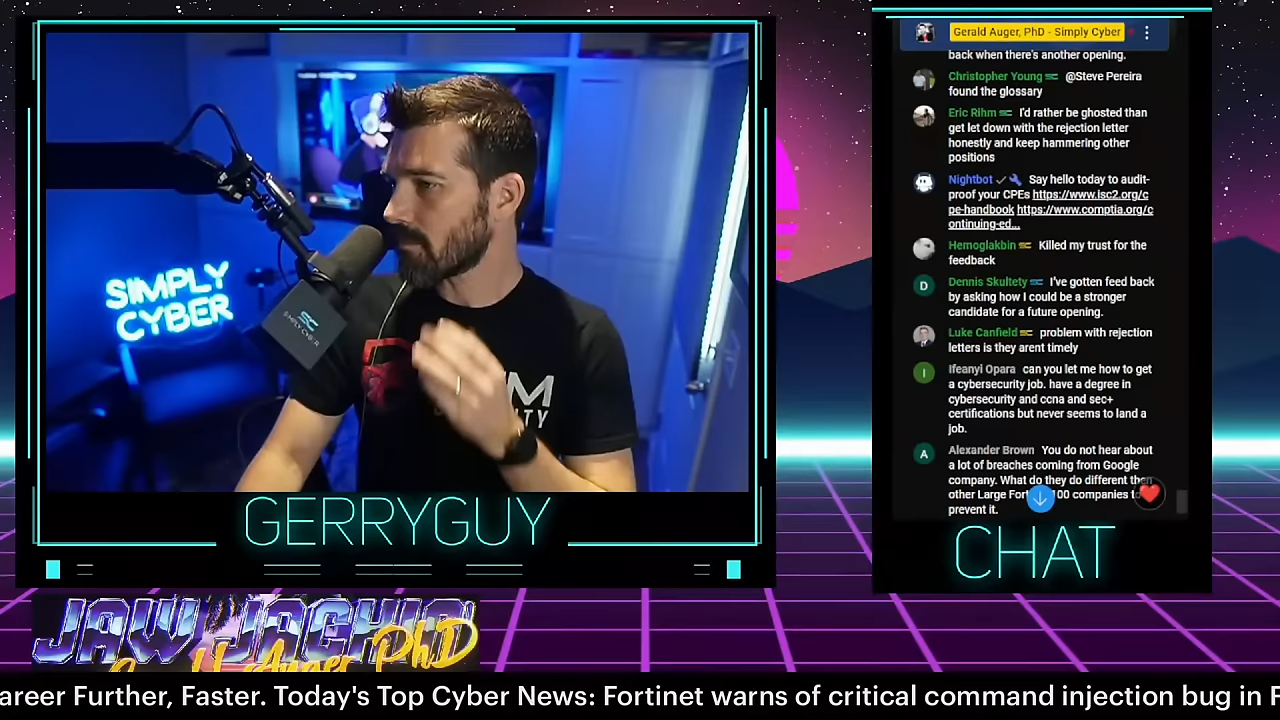 SIMPLY
CYBER
SIMPLY CYBER
GERRYGUY
JAWJACKIN
PhD
Gerald Auger, PhD - Simply Cyber
back when there's another opening.
Christopher Young @Steve Pereira
found the glossary
Eric Rihm I'd rather be ghosted than
get let down with the rejection letter
honestly and keep hammering other
positions
Nightbot Say hello today to audit-
proof your CPEs https://www.isc2.org/c
pe-handbook https://www.comptia.org/c
ontinuing-ed...
Hemoglakbin Killed my trust for the
feedback
D
Dennis Skultety I've gotten feed back
by asking how I could be a stronger
candidate for a future opening.
Luke Canfield problem with rejection
letters is they arent timely
I
Ifeanyi Opara can you let me how to get
a cybersecurity job. have a degree in
cybersecurity and ccna and sec+
certifications but never seems to land a
job.
A
Alexander Brown You do not hear about
a lot of breaches coming from Google
company. What do they do different then
other Large 100 companies
prevent it.
CHAT
areer Further, Faster. Today's Top Cyber News: Fortinet warns of critical command injection bug in F